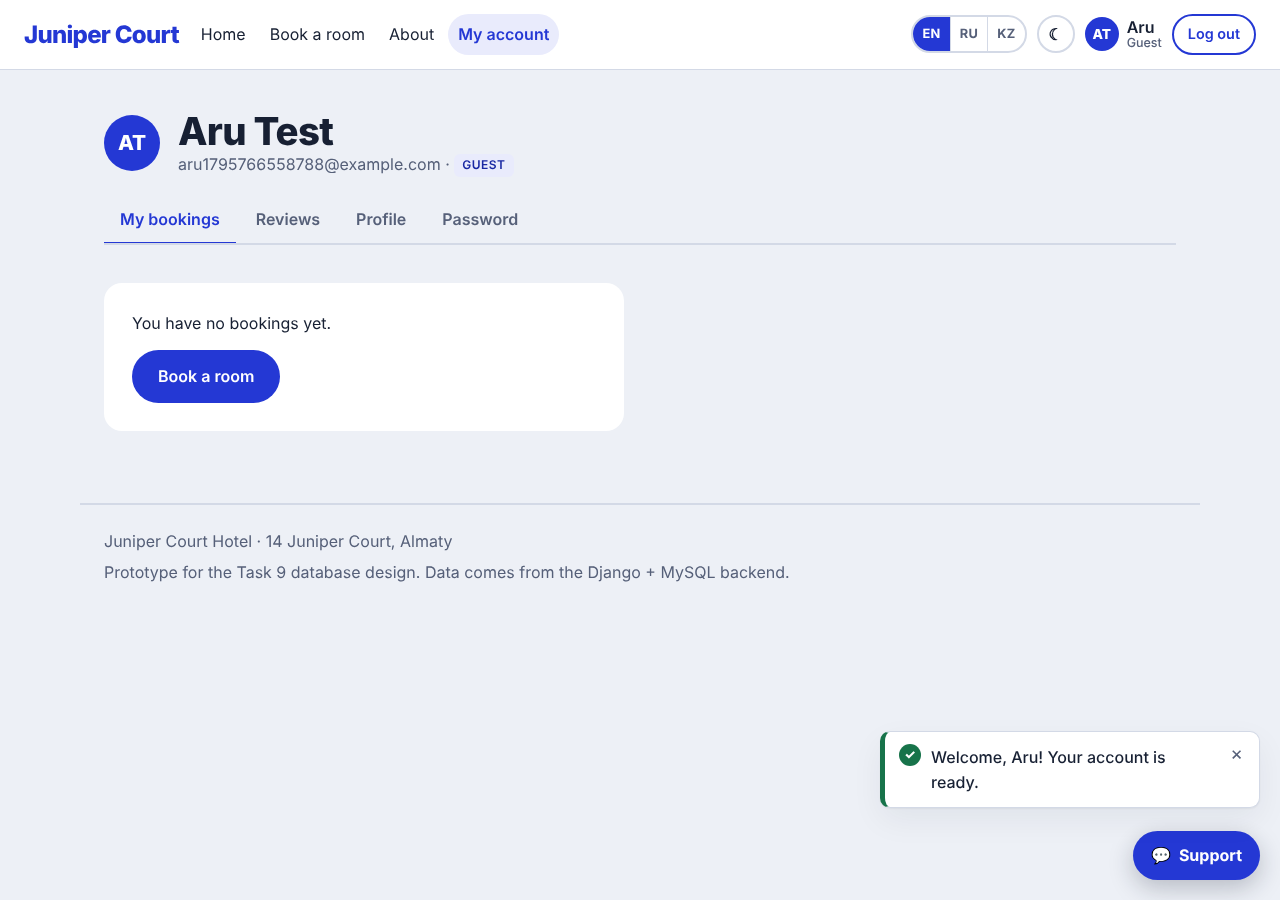 Juniper Court Home Book a room About My account EN RU KZ AT Aru Log out
Guest
AT Aru Test
aru1795766558788@example.com · GUEST
My bookings Reviews Profile Password
You have no bookings yet.
Book a room
Juniper Court Hotel · 14 Juniper Court, Almaty
Prototype for the Task 9 database design. Data comes from the Django + MySQL backend.
Welcome, Aru! Your account is
ready.
Support